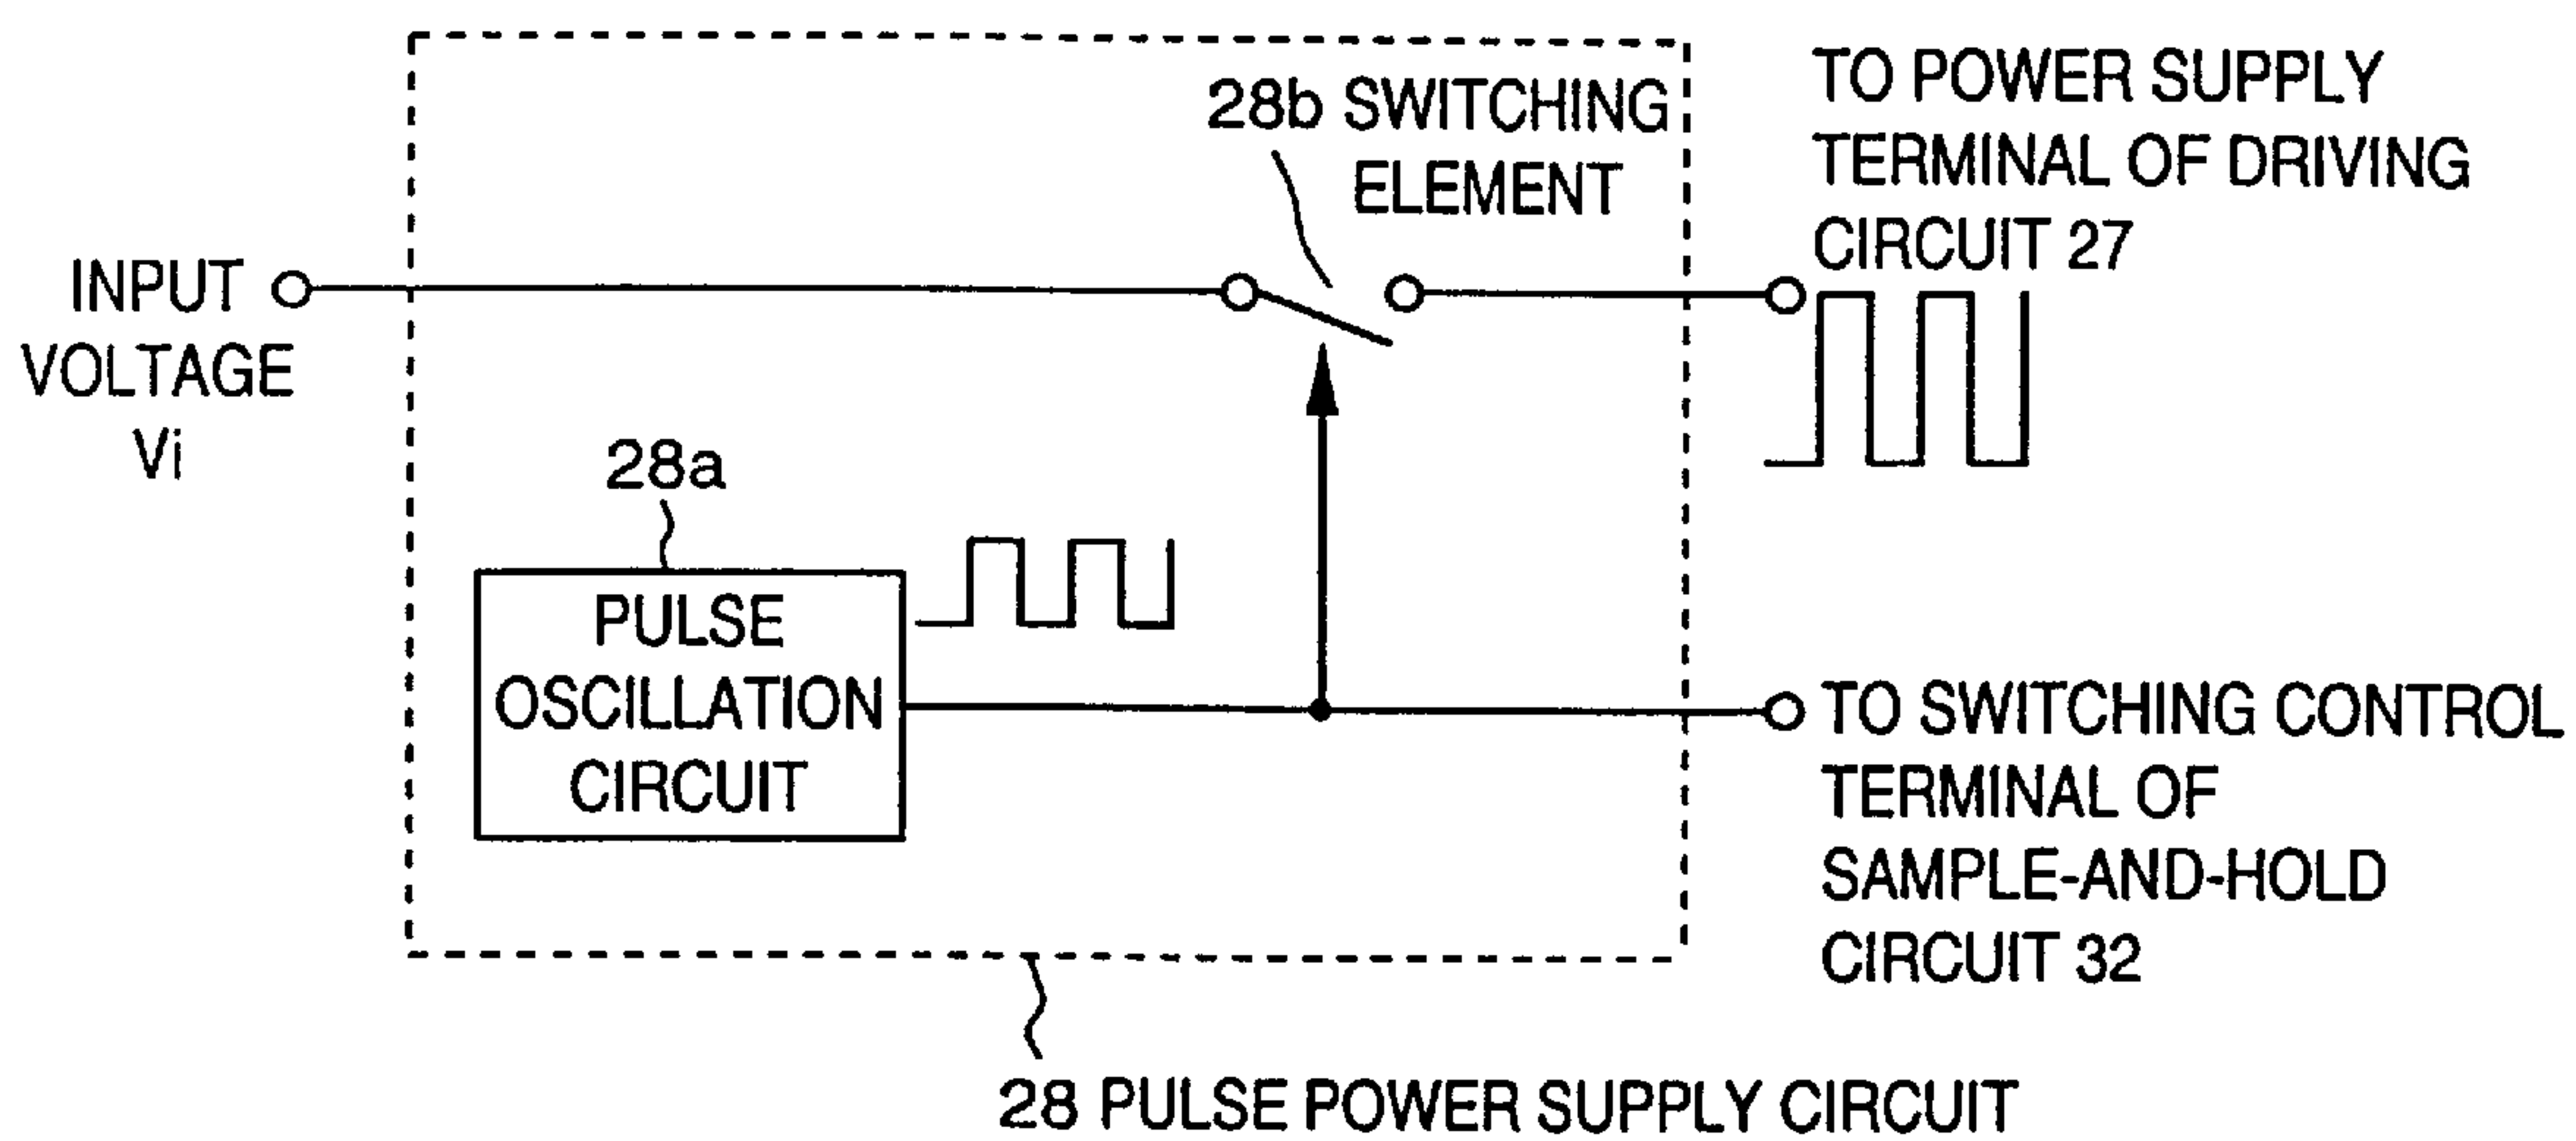 28b SWITCHING
ELEMENT
TO POWER SUPPLY
TERMINAL OF DRIVING
CIRCUIT 27
INPUT
VOLTAGE
Vi
28a
PULSE
OSCILLATION
CIRCUIT
TO SWITCHING CONTROL
TERMINAL OF
SAMPLE-AND-HOLD
CIRCUIT 32
28 PULSE POWER SUPPLY CIRCUIT